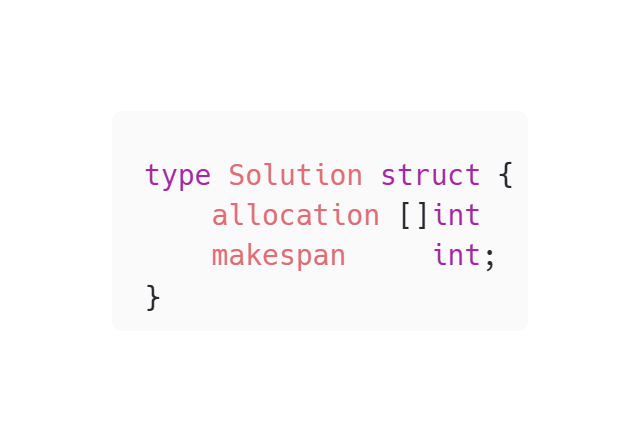 type Solution struct {
    allocation []int
    makespan     int;
}